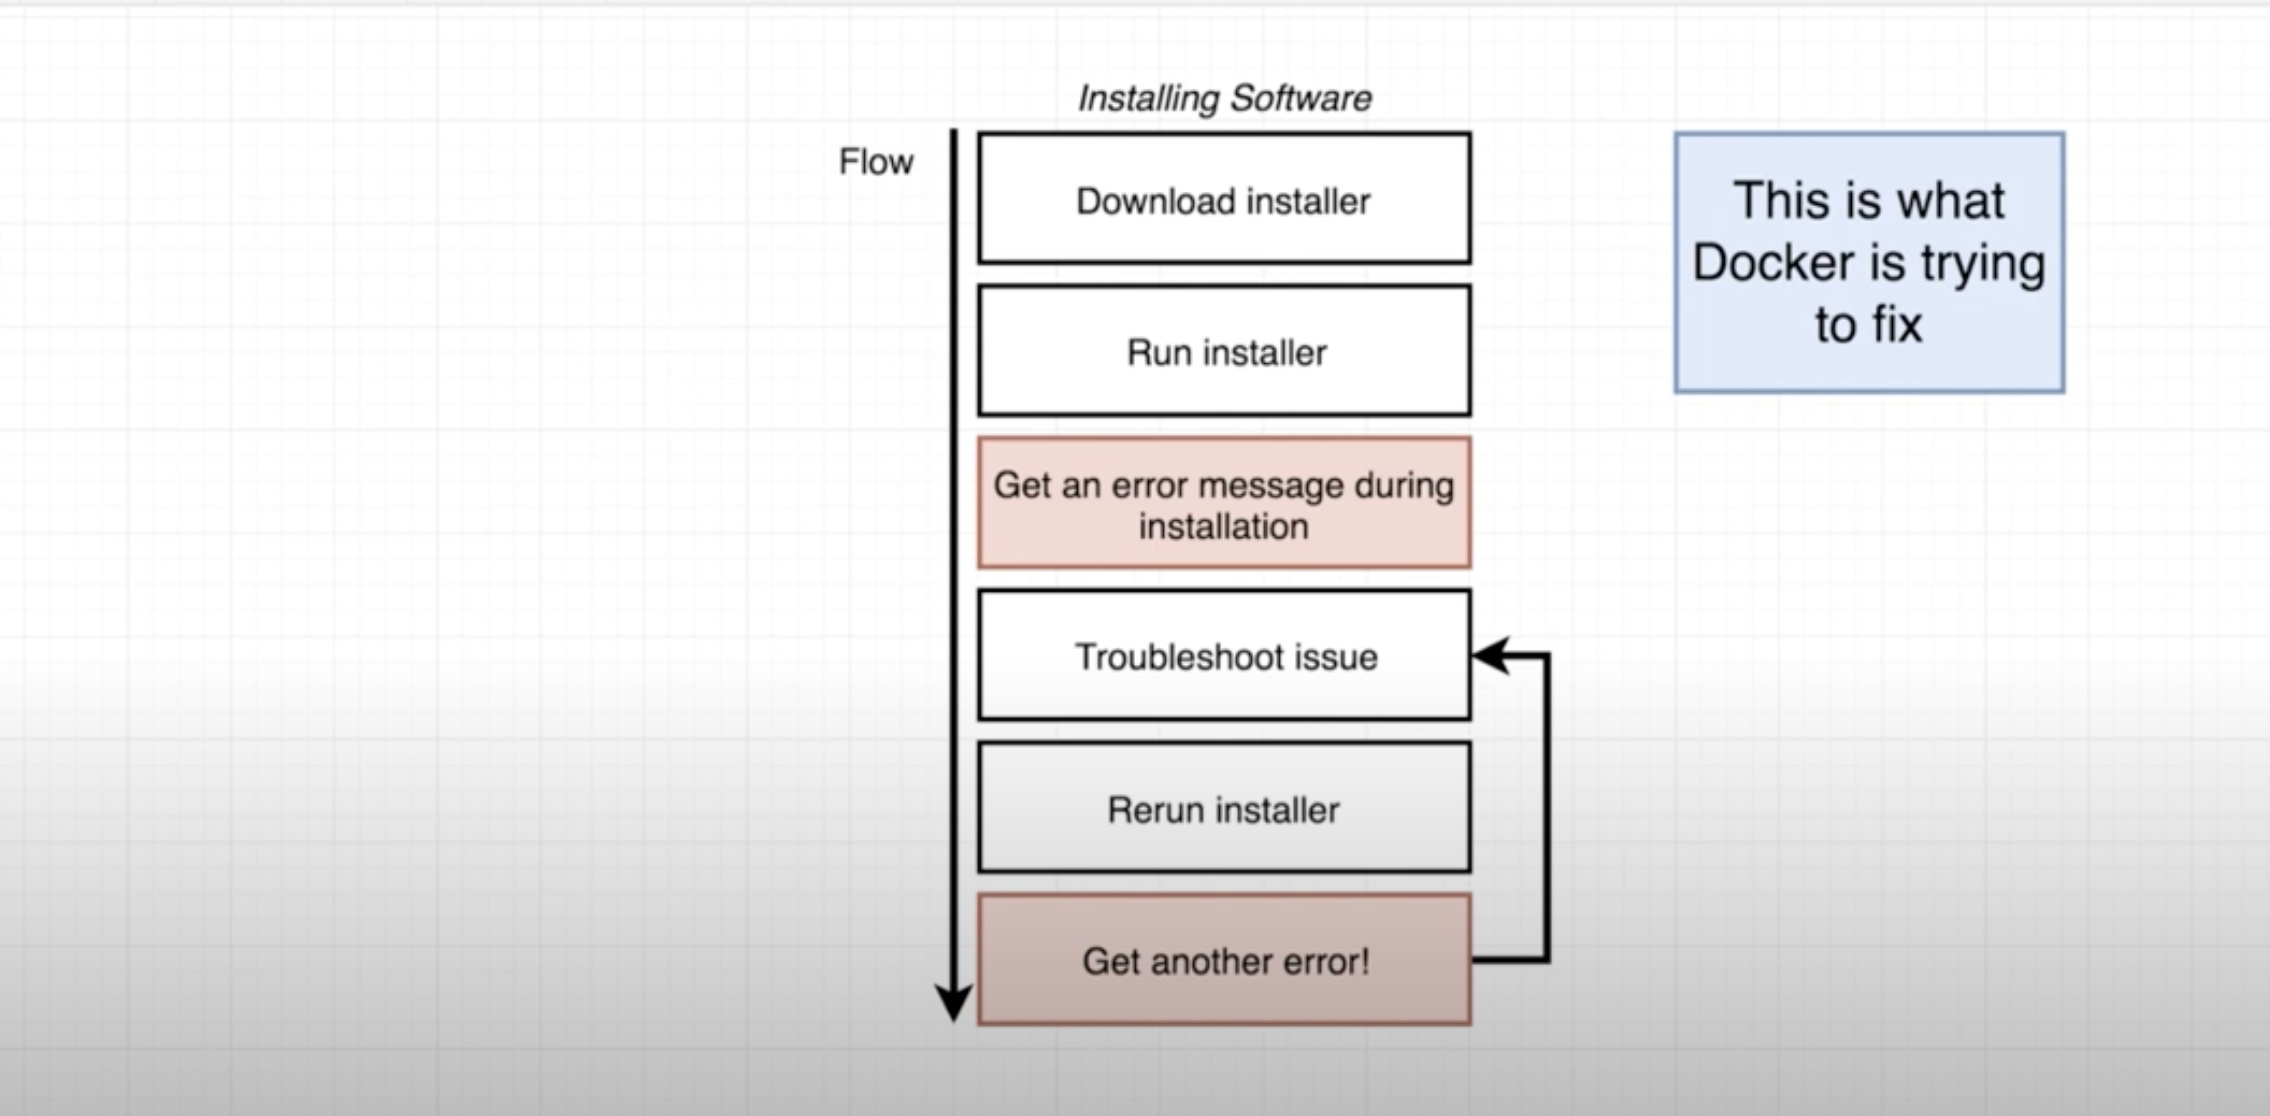 Installing Software
Flow
Download installer
Run installer
Get an error message during
installation
Troubleshoot issue
Rerun installer
Get another error!
This is what
Docker is trying
to fix